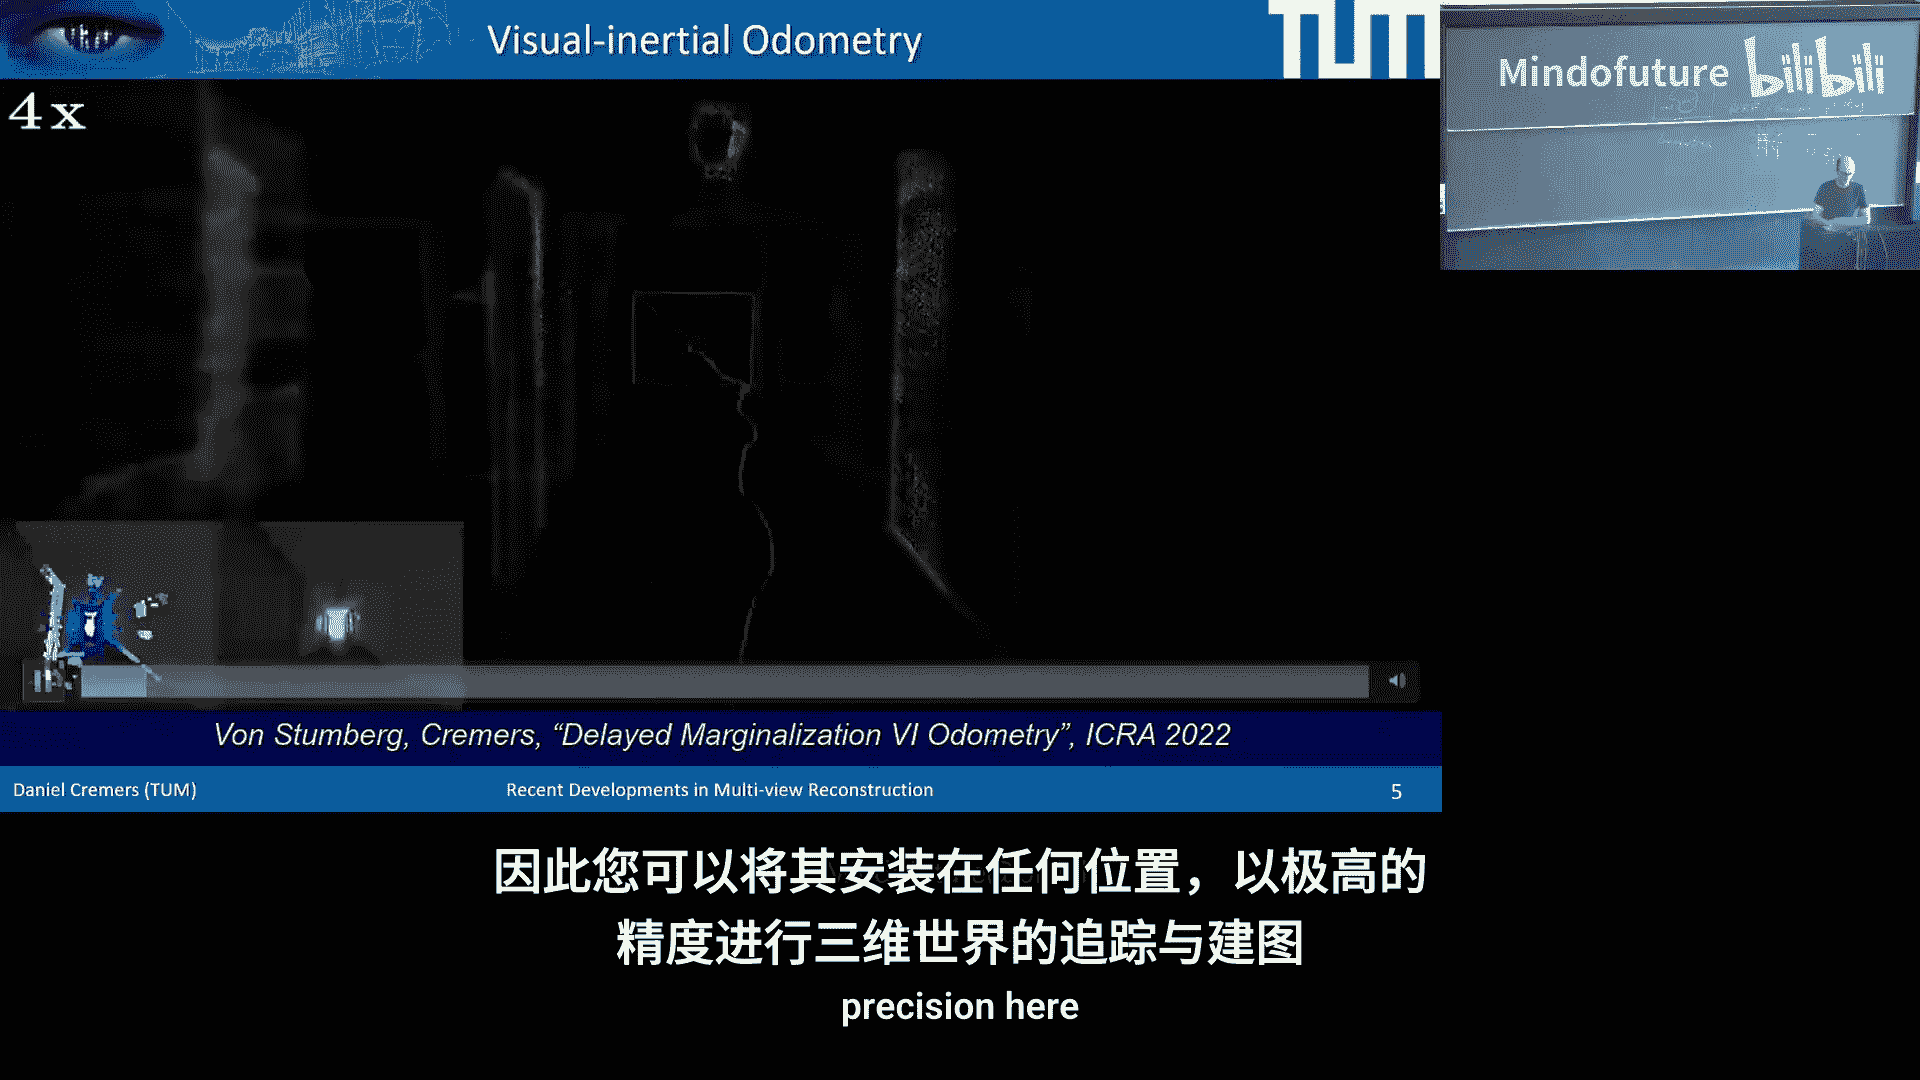 Visual-inertial Odometry
TUM
Mindofuture bilibili
4x
Von Stumberg, Cremers, “Delayed Marginalization VI Odometry”, ICRA 2022
Daniel Cremers (TUM)
Recent Developments in Multi-view Reconstruction
5
因此您可以将其安装在任何位置，以极高的
精度进行三维世界的追踪与建图
precision here